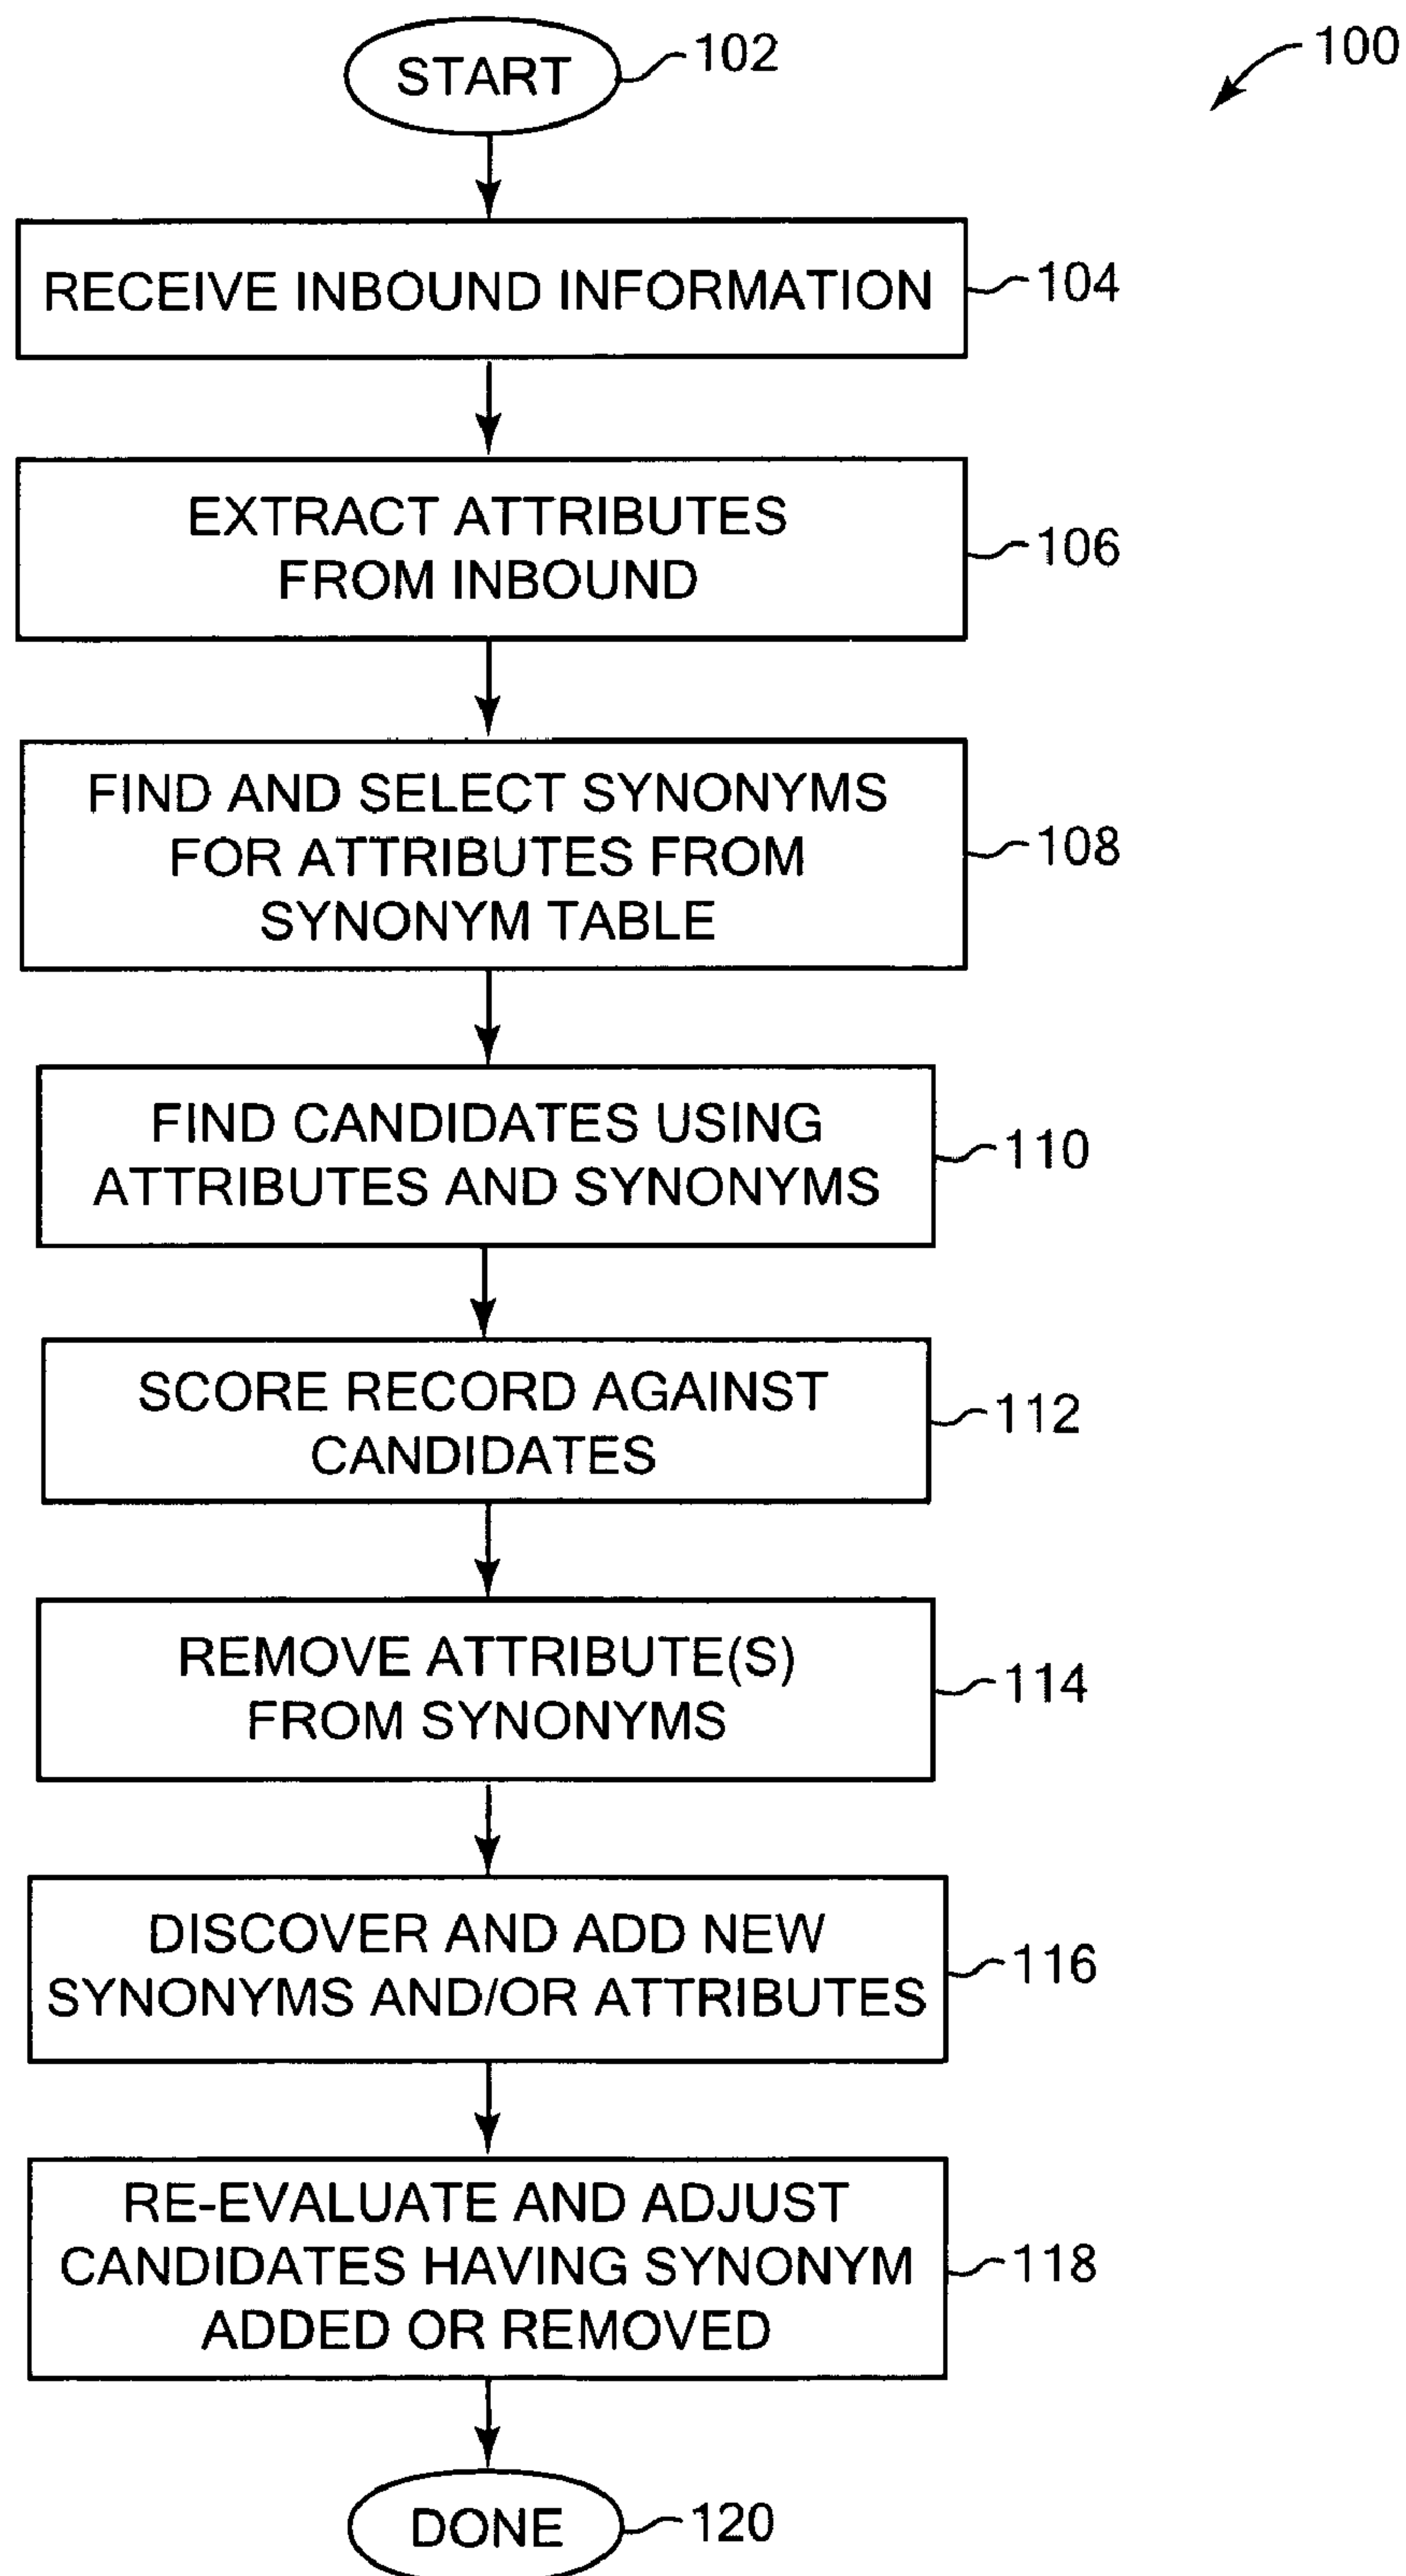 START
102
100
RECEIVE INBOUND INFORMATION
104
EXTRACT ATTRIBUTES
FROM INBOUND
106
FIND AND SELECT SYNONYMS
FOR ATTRIBUTES FROM
SYNONYM TABLE
108
FIND CANDIDATES USING
ATTRIBUTES AND SYNONYMS
110
SCORE RECORD AGAINST
CANDIDATES
112
REMOVE ATTRIBUTE(S)
FROM SYNONYMS
114
DISCOVER AND ADD NEW
SYNONYMS AND/OR ATTRIBUTES
116
RE-EVALUATE AND ADJUST
CANDIDATES HAVING SYNONYM
ADDED OR REMOVED
118
DONE
120